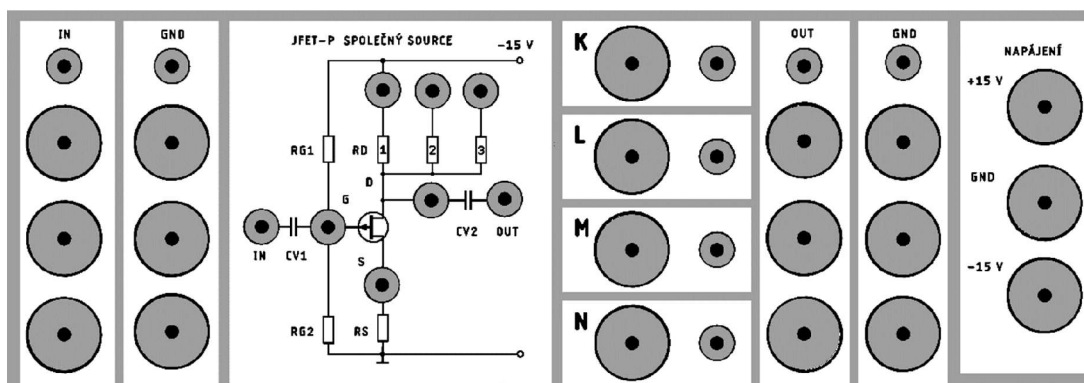 IN
GND
JFET-P SPOLEČNÝ SOURCE
-15 V
RG1
RD
1
2
3
D
G
IN
CV1
CV2
OUT
S
RG2
RS
K
L
M
N
OUT
GND
NAPÁJENÍ
+15 V
GND
-15 V